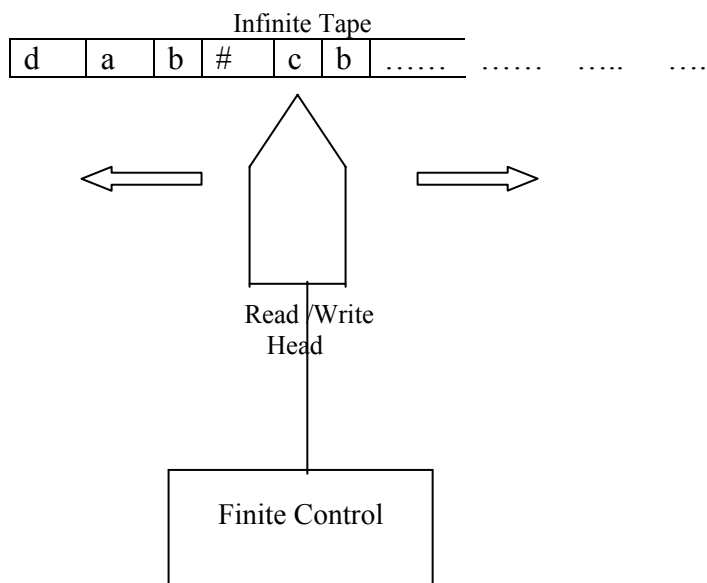 Infinite Tape
d a b # c b …… …… ….. ….
Read /Write
Head
Finite Control